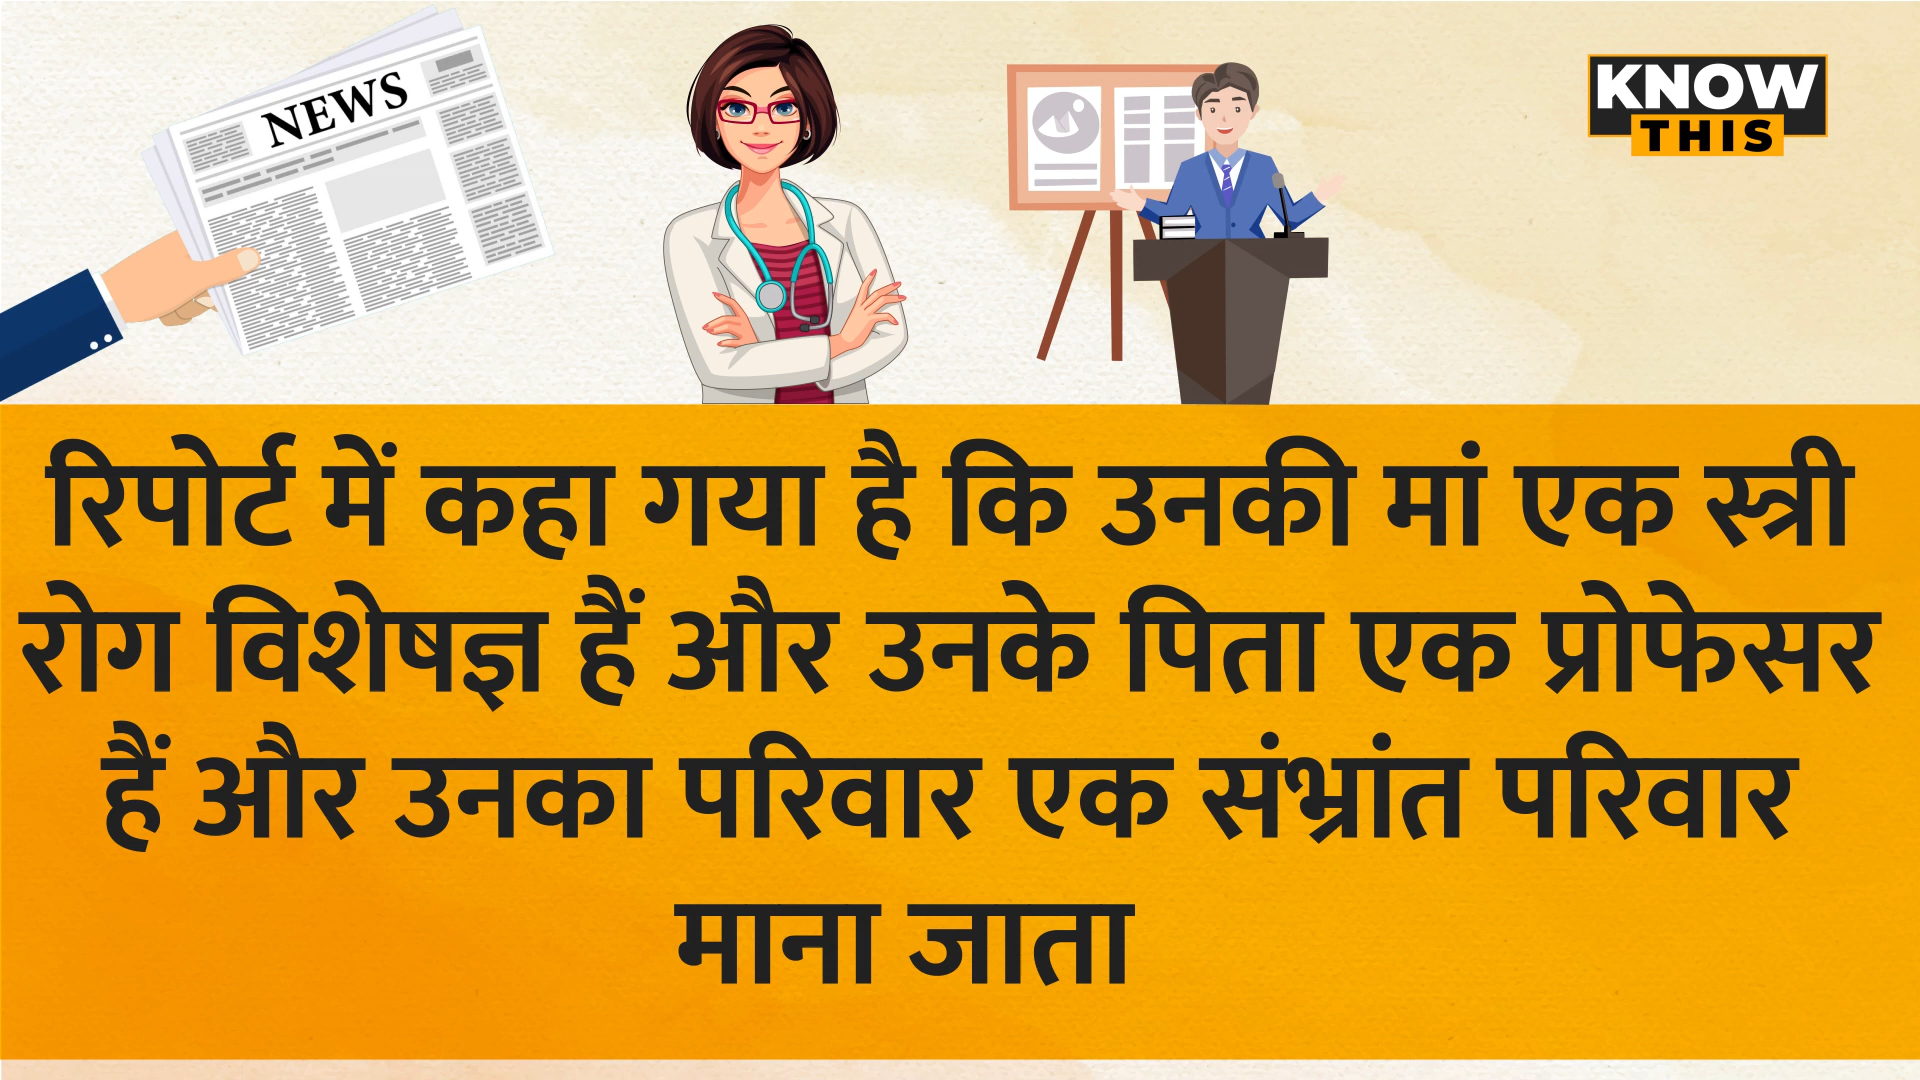 NEWS
KNOW
THIS
रिपोर्ट में कहा गया है कि उनकी मां एक स्त्री
रोग विशेषज्ञ हैं और उनके पिता एक प्रोफेसर
हैं और उनका परिवार एक संभ्रांत परिवार
माना जाता